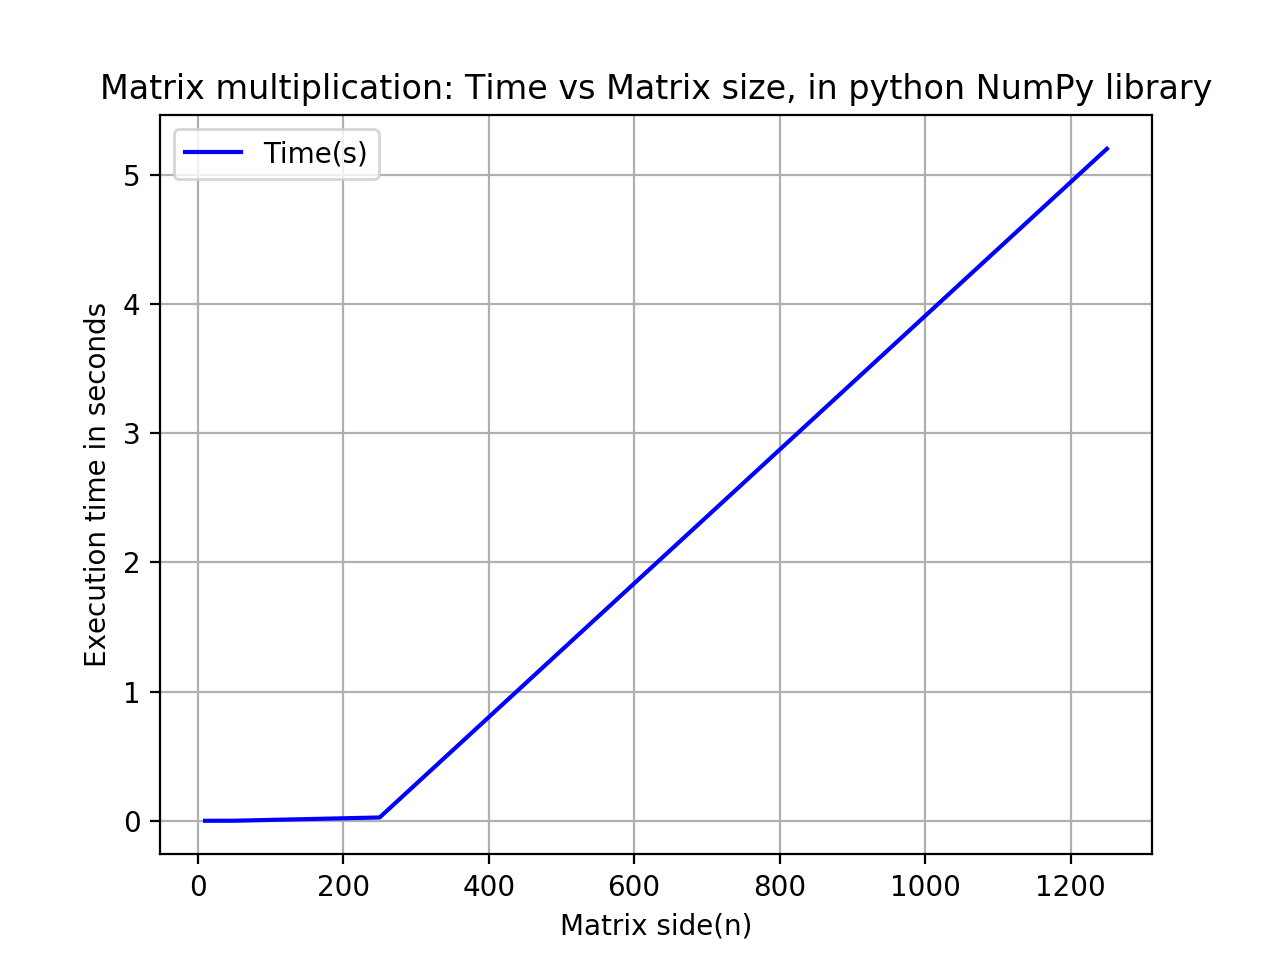 Matrix multiplication: Time vs Matrix size, in python NumPy library
Time(s)
Execution time in seconds
5
4
3
2
1
0
0 200 400 600 800 1000 1200
Matrix side(n)